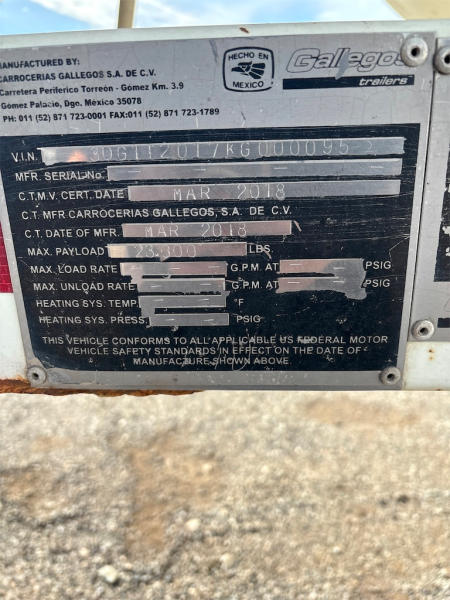 MANUFACTURED BY:
CARROCERIAS GALLEGOS S.A. DE C.V.
Carretera Periferico Torreón - Gómez Km. 3.9
Gómez Palacio, Dgo. México 35078
PH: 011 (52) 871 723-0001 FAX:011 (52) 871 723-1789
HECHO EN
MEXICO
Gallegos
trailers
V.I.N.
MFR. SERIAL No.
C.T.M.V. CERT. DATE MAR 2018
C.T. MFR CARROCERIAS GALLEGOS, S.A. DE C.V.
C.T. DATE OF MFR. MAR 2018
MAX. PAYLOAD LBS.
MAX. LOAD RATE G.P.M AT PSIG
MAX. UNLOAD RATE G.P.M. AT PSIG
HEATING SYS. TEMP. °F
HEATING SYS. PRESS. PSIG
THIS VEHICLE CONFORMS TO ALL APPLICABLE US FEDERAL MOTOR
VEHICLE SAFETY STANDARDS IN EFFECT ON THE DATE OF
MANUFACTURE SHOWN ABOVE.